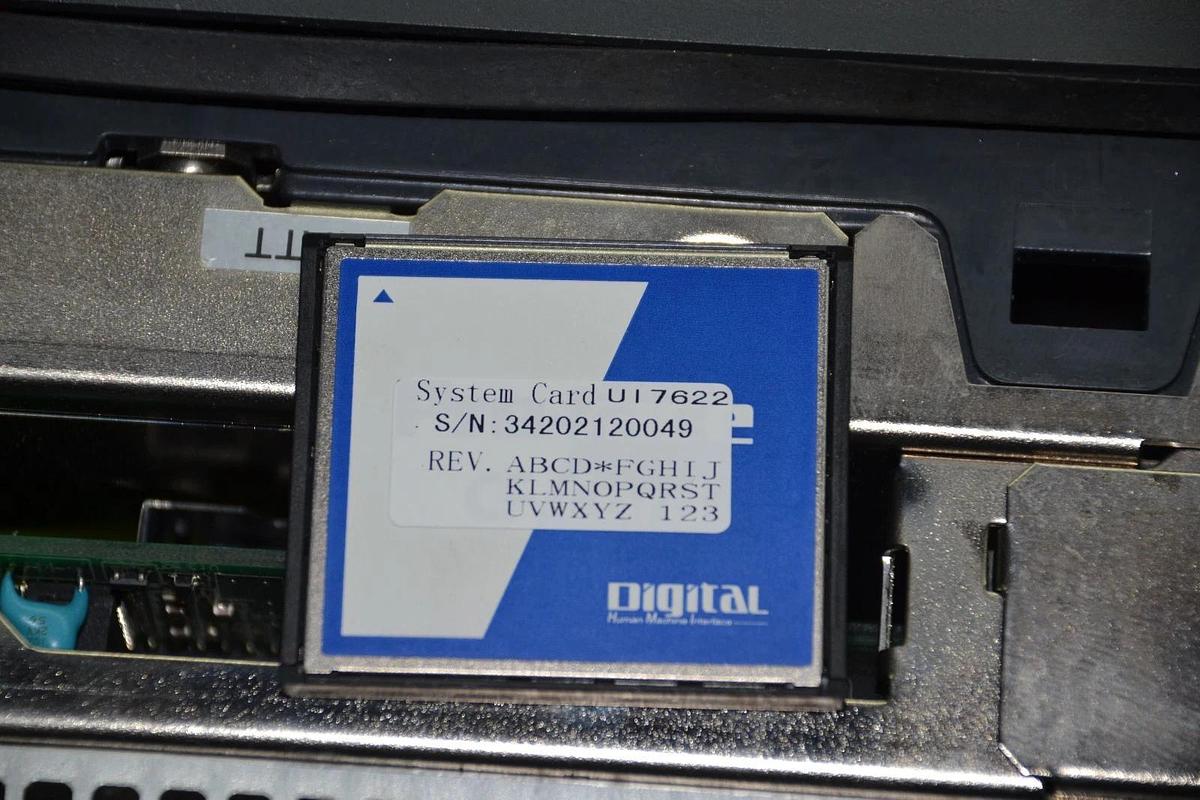 System Card UI7622
S/N:34202120049
REV. ABCD*FGHIJ
KLMNOPQRST
UVWXYZ 123
Digital
Human Machine Interface